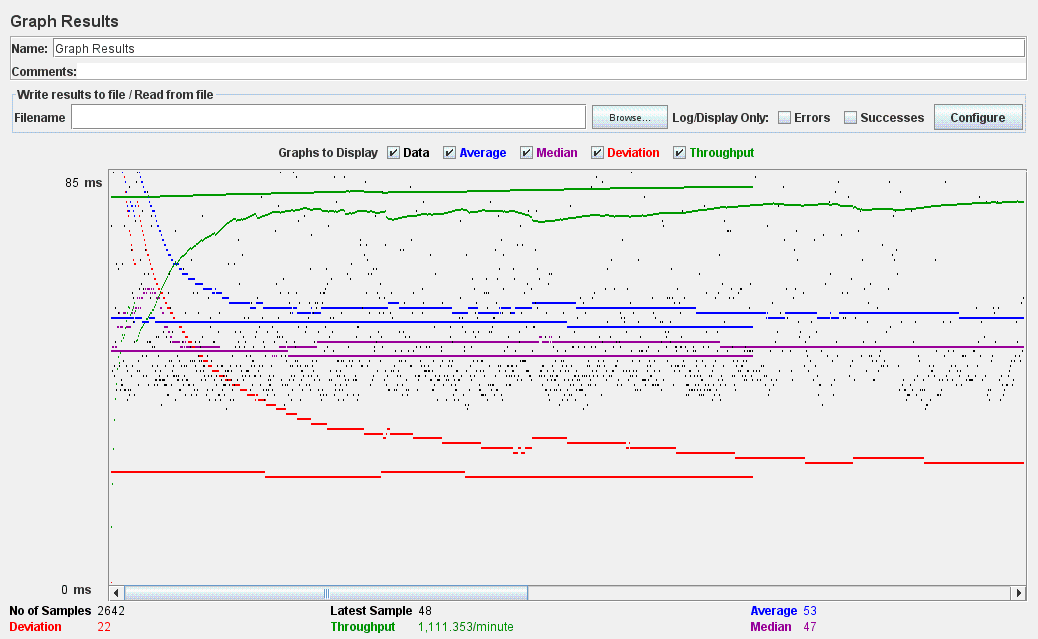 Graph Results
Name: Graph Results
Comments:
Write results to file / Read from file
Filename Browse... Log/Display Only: Errors Successes Configure
Graphs to Display Data Average Median Deviation Throughput
85 ms
0 ms
No of Samples 2642 Latest Sample 48 Average 53
Deviation 22 Throughput 1,111.353/minute Median 47